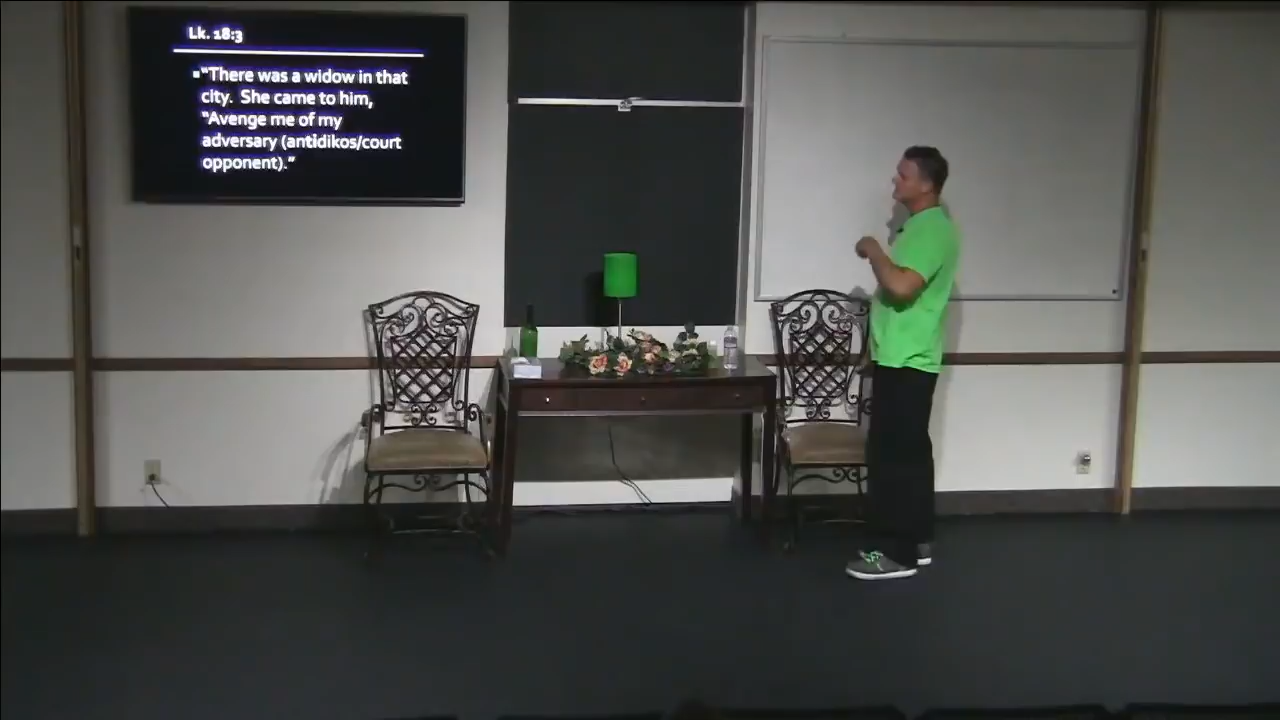 Lk. 18:3
▪“There was a widow in that
city.  She came to him,
“Avenge me of my
adversary (antidikos/court
opponent).”